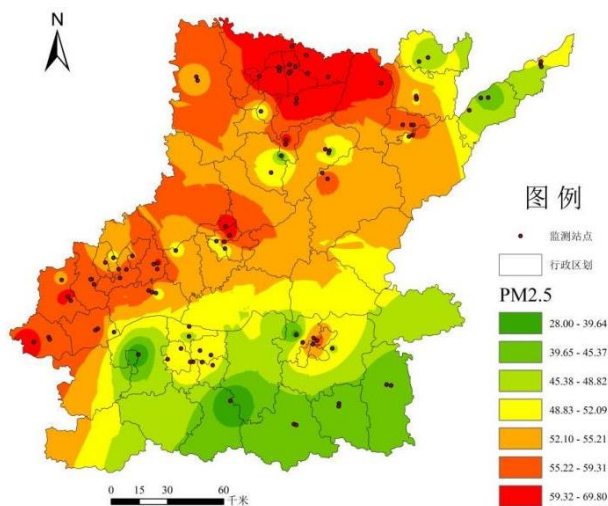 N
图 例
监测站点
行政区划
PM2.5
28.00 - 39.64
39.65 - 45.37
45.38 - 48.82
48.83 - 52.09
52.10 - 55.21
55.22 - 59.31
59.32 - 69.80
0 15 30 60
千米